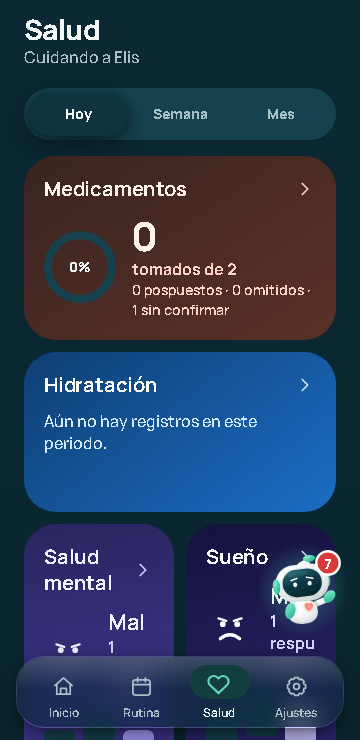 Salud
Cuidando a Elis
Hoy
Semana
Mes
Medicamentos
0%
0
tomados de 2
0 pospuestos · 0 omitidos ·
1 sin confirmar
Hidratación
Aún no hay registros en este
periodo.
Salud
mental
Mal
1
Sueño
7
1
respu
Inicio
Rutina
Salud
Ajustes